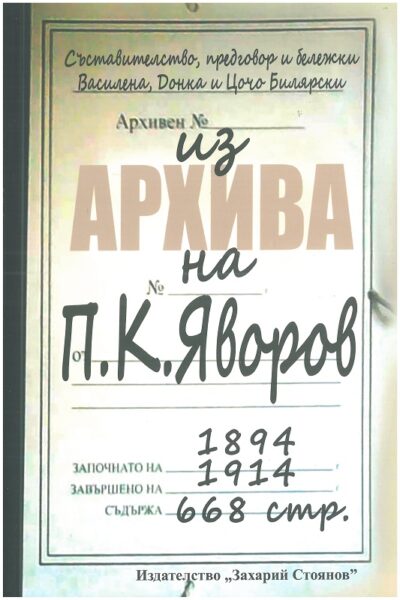 Съставителство, предговор и бележки
Василена, Донка и Цочо Билярски
Архивен №
из
АРХИВА
на
№
от П.К.Яворов
1894
ЗАПОЧНАТО НА 1914
ЗАВЪРШЕНО НА
СЪДЪРЖА 668 стр.
Издателство „Захарий Стоянов”